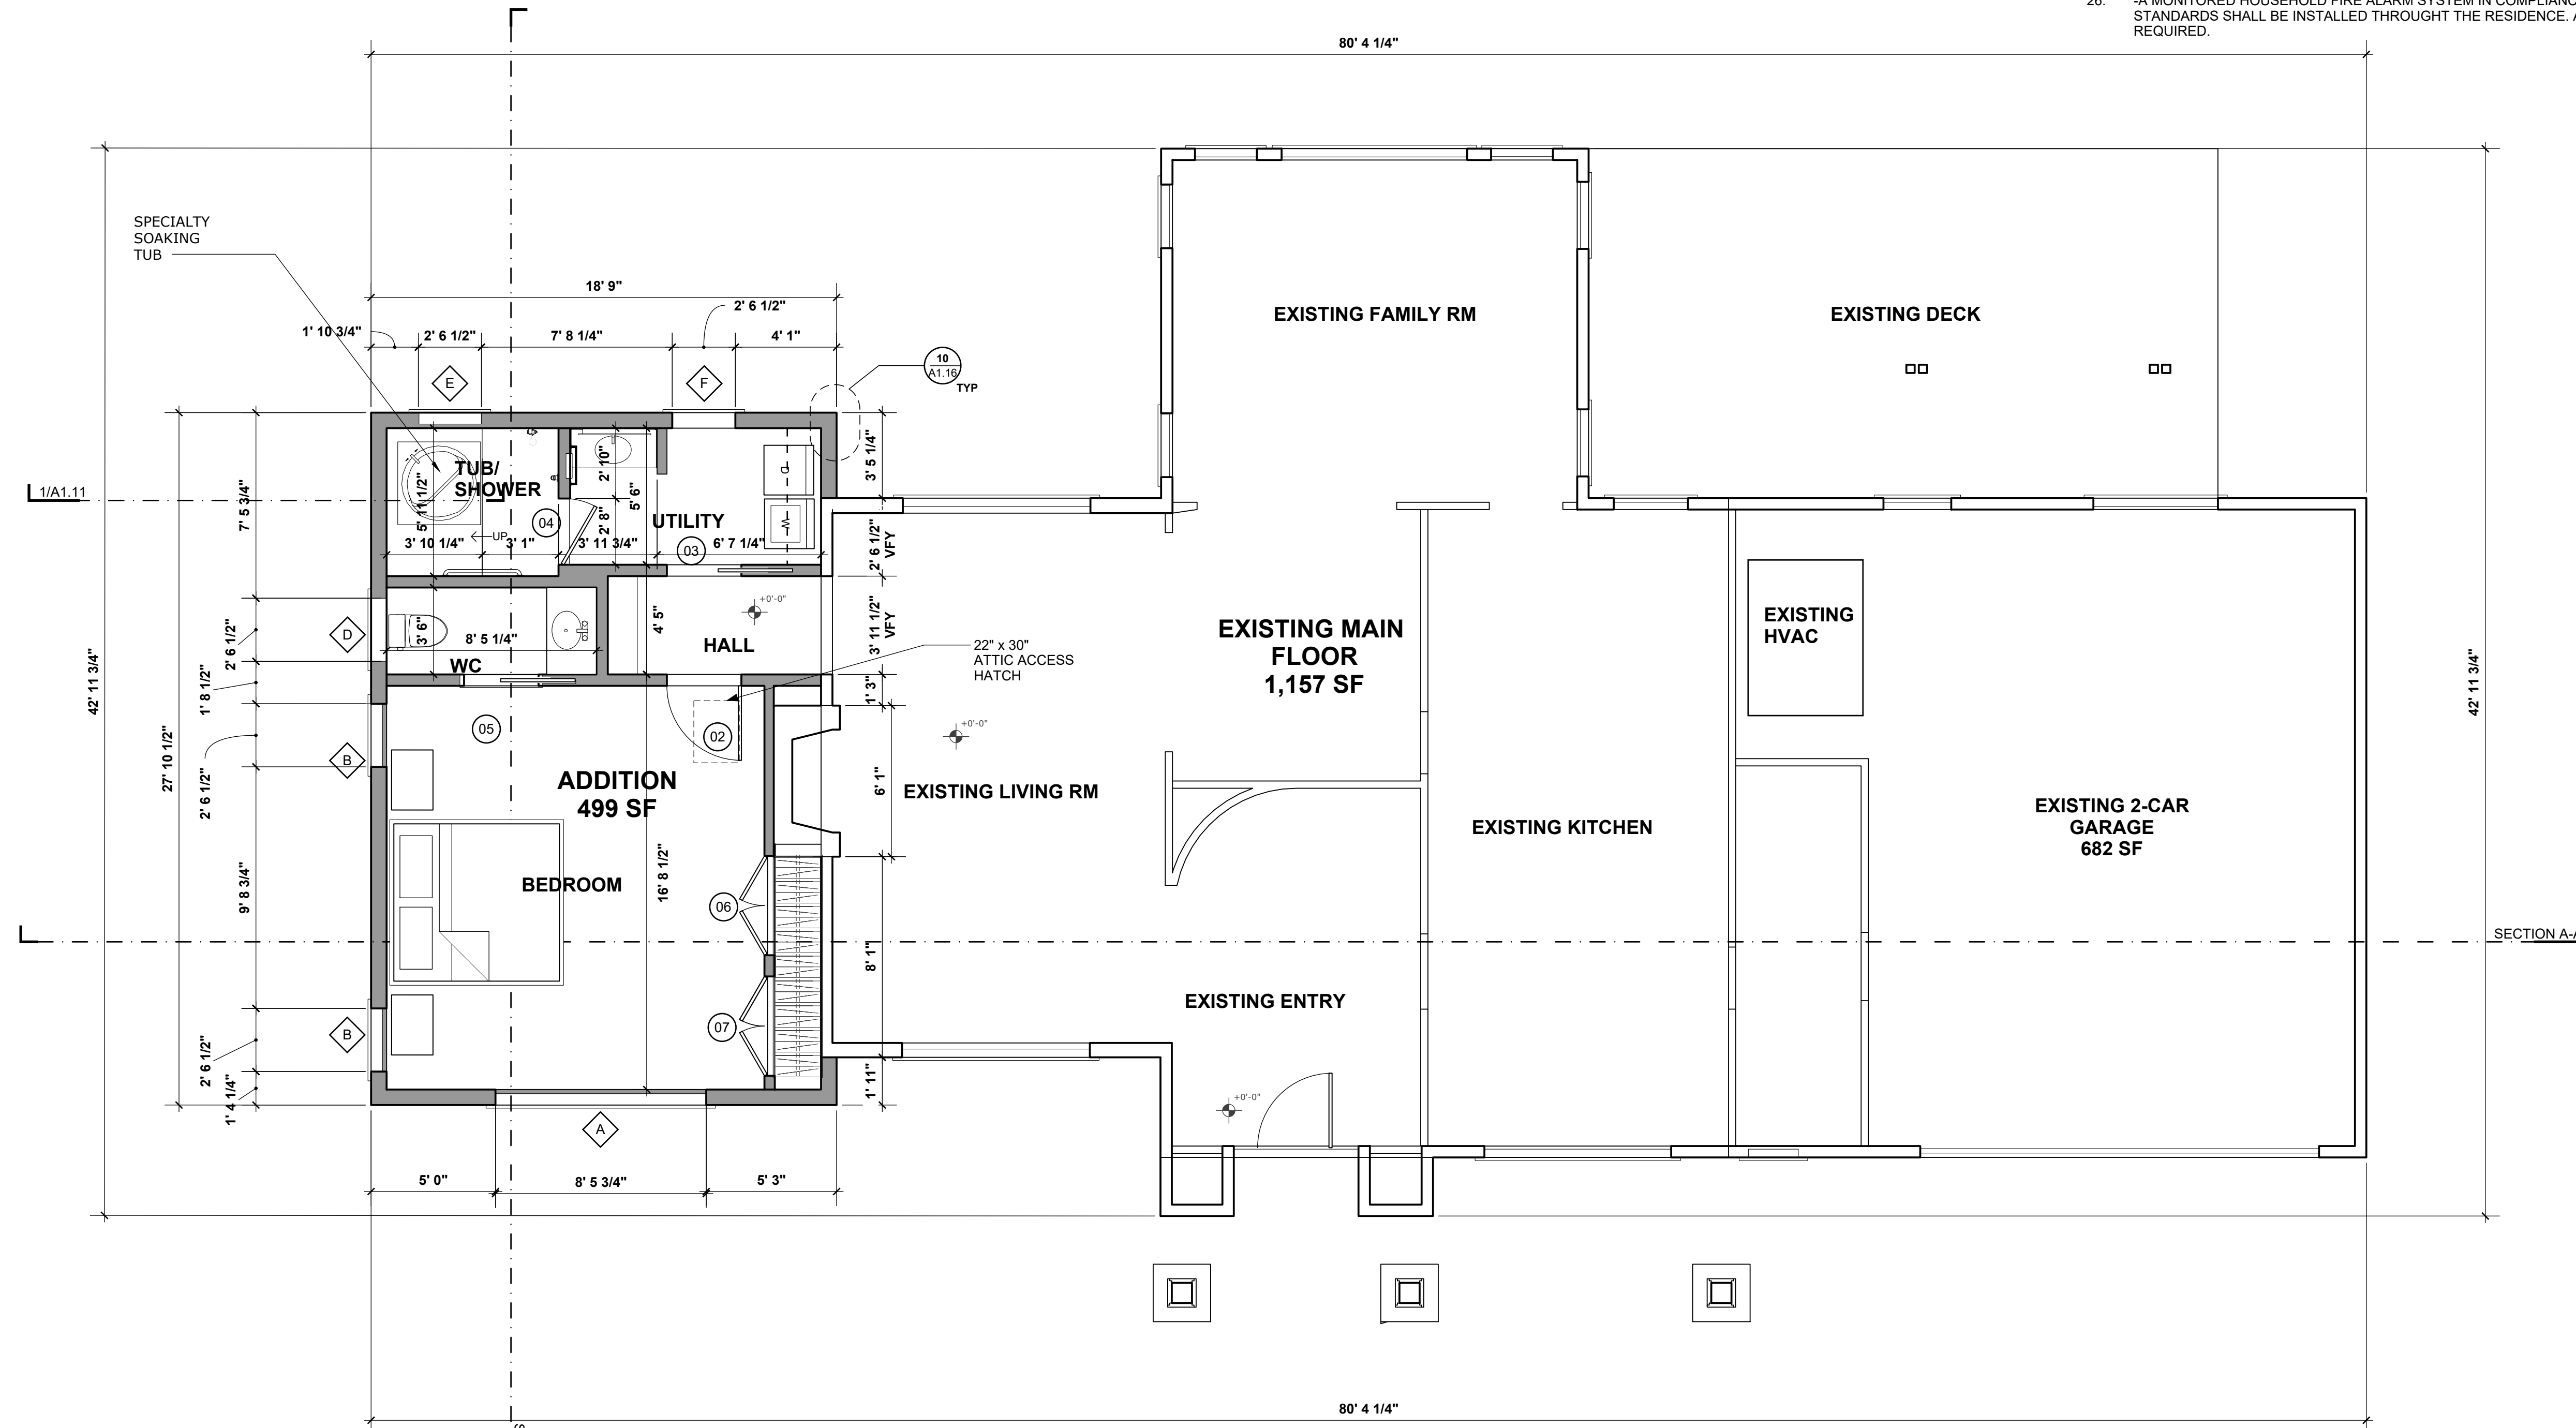 26. -A MONITORED HOUSEHOLD FIRE ALARM SYSTEM IN COMPLIANC
STANDARDS SHALL BE INSTALLED THROUGHT THE RESIDENCE. A
REQUIRED.
80' 4 1/4"
SPECIALTY
SOAKING
TUB
18' 9"
2' 6 1/2"
1' 10 3/4"
2' 6 1/2"
7' 8 1/4"
4' 1"
E
F
10
A1.16
TYP
EXISTING FAMILY RM
EXISTING DECK
1/A1.11
TUB/
SHOWER
5' 11 1/2"
04
UP
3' 10 1/4"
3' 1"
2' 10"
2' 8"
5' 6"
3' 11 3/4"
UTILITY
03
6' 7 1/4"
D
W
3' 5 1/4"
2' 6 1/2"
VFY
3' 11 1/2"
VFY
1' 3"
6' 1"
8' 1"
1' 11"
42' 11 3/4"
27' 10 1/2"
7' 5 3/4"
2' 6 1/2"
1' 8 1/2"
2' 6 1/2"
9' 8 3/4"
2' 6 1/2"
1' 4 1/4"
D
B
B
3' 6"
8' 5 1/4"
WC
4' 5"
+0'-0"
HALL
22" x 30"
ATTIC ACCESS
HATCH
05
02
ADDITION
499 SF
16' 8 1/2"
BEDROOM
06
07
+0'-0"
EXISTING LIVING RM
EXISTING MAIN
FLOOR
1,157 SF
EXISTING KITCHEN
EXISTING
HVAC
EXISTING 2-CAR
GARAGE
682 SF
42' 11 3/4"
SECTION A-A
EXISTING ENTRY
+0'-0"
A
5' 0"
8' 5 3/4"
5' 3"
80' 4 1/4"